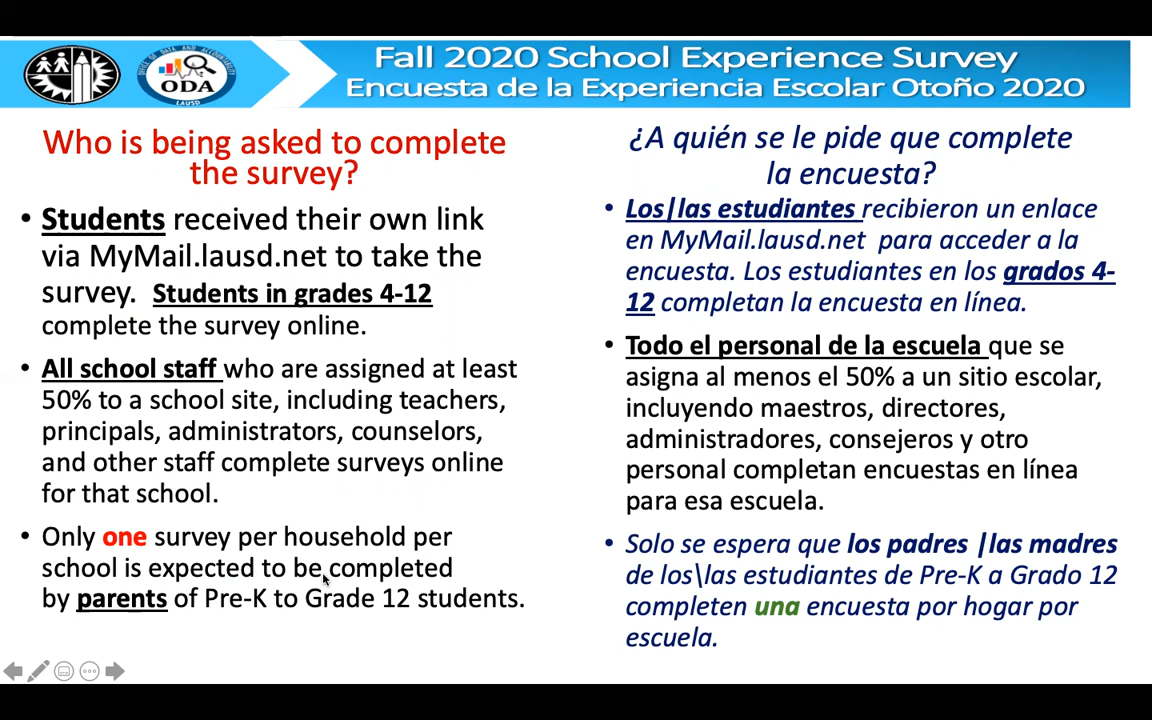 Fall 2020 School Experience Survey
Encuesta de la Experiencia Escolar Otoño 2020
ODA
LAUSD
Who is being asked to complete
the survey?
• Students received their own link
via MyMail.lausd.net to take the
survey. Students in grades 4-12
complete the survey online.
• All school staff who are assigned at least
50% to a school site, including teachers,
principals, administrators, counselors,
and other staff complete surveys online
for that school.
• Only one survey per household per
school is expected to be completed
by parents of Pre-K to Grade 12 students.
¿A quién se le pide que complete
la encuesta?
• Los|las estudiantes recibieron un enlace
en MyMail.lausd.net para acceder a la
encuesta. Los estudiantes en los grados 4-
12 completan la encuesta en línea.
• Todo el personal de la escuela que se
asigna al menos el 50% a un sitio escolar,
incluyendo maestros, directores,
administradores, consejeros y otro
personal completan encuestas en línea
para esa escuela.
• Solo se espera que los padres |las madres
de los\las estudiantes de Pre-K a Grado 12
completen una encuesta por hogar por
escuela.